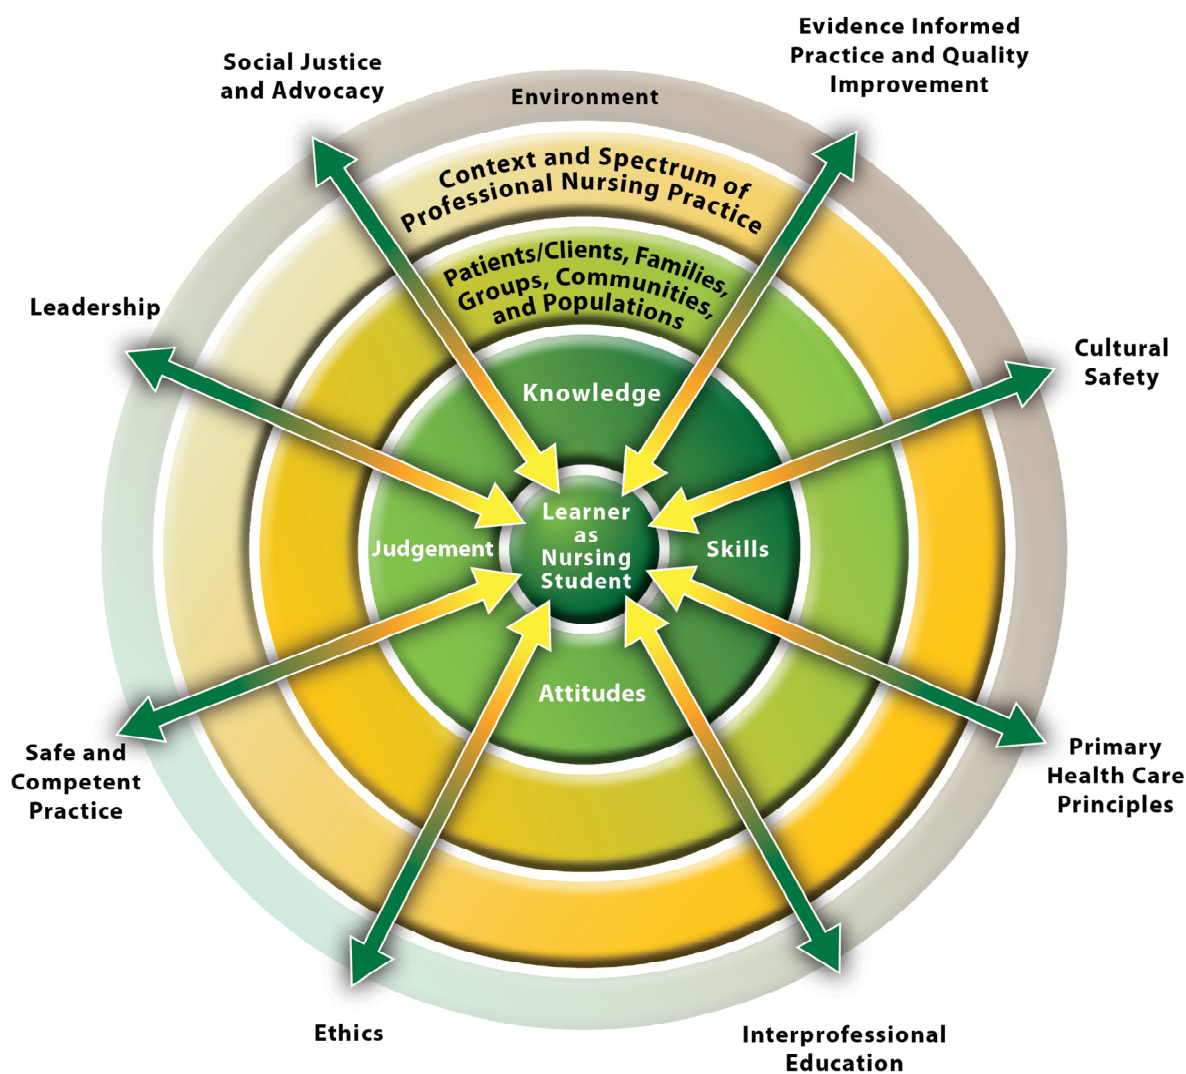 Evidence Informed
Practice and Quality
Improvement
Social Justice
and Advocacy
Environment
Context and Spectrum of
Professional Nursing Practice
Patients/Clients, Families,
Groups, Communities,
and Populations
Leadership
Cultural
Safety
Knowledge
Learner
as
Nursing
Student
Judgement
Skills
Attitudes
Safe and
Competent
Practice
Primary
Health Care
Principles
Ethics
Interprofessional
Education